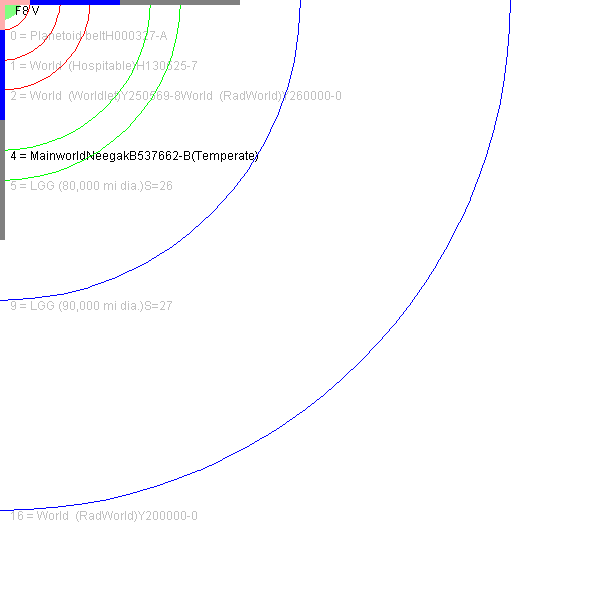 F8 V
0 = Planetoid beltH000327-A
1 = World  (Hospitable)H130525-7
2 = World  (Worldlet)Y250569-8World  (RadWorld)Y260000-0
4 = MainworldNeegakB537662-B(Temperate)
5 = LGG (80,000 mi dia.)S=26
9 = LGG (90,000 mi dia.)S=27
16 = World  (RadWorld)Y200000-0